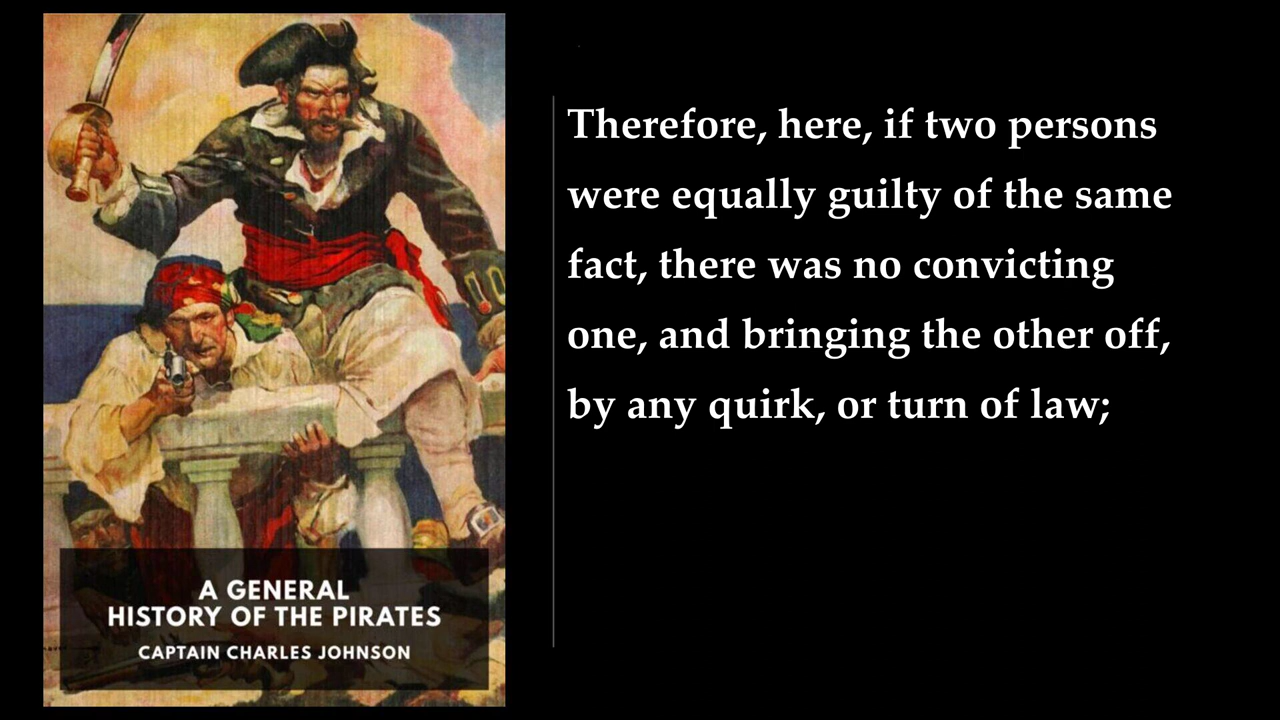 A GENERAL
HISTORY OF THE PIRATES
CAPTAIN CHARLES JOHNSON
Therefore, here, if two persons
were equally guilty of the same
fact, there was no convicting
one, and bringing the other off,
by any quirk, or turn of law;